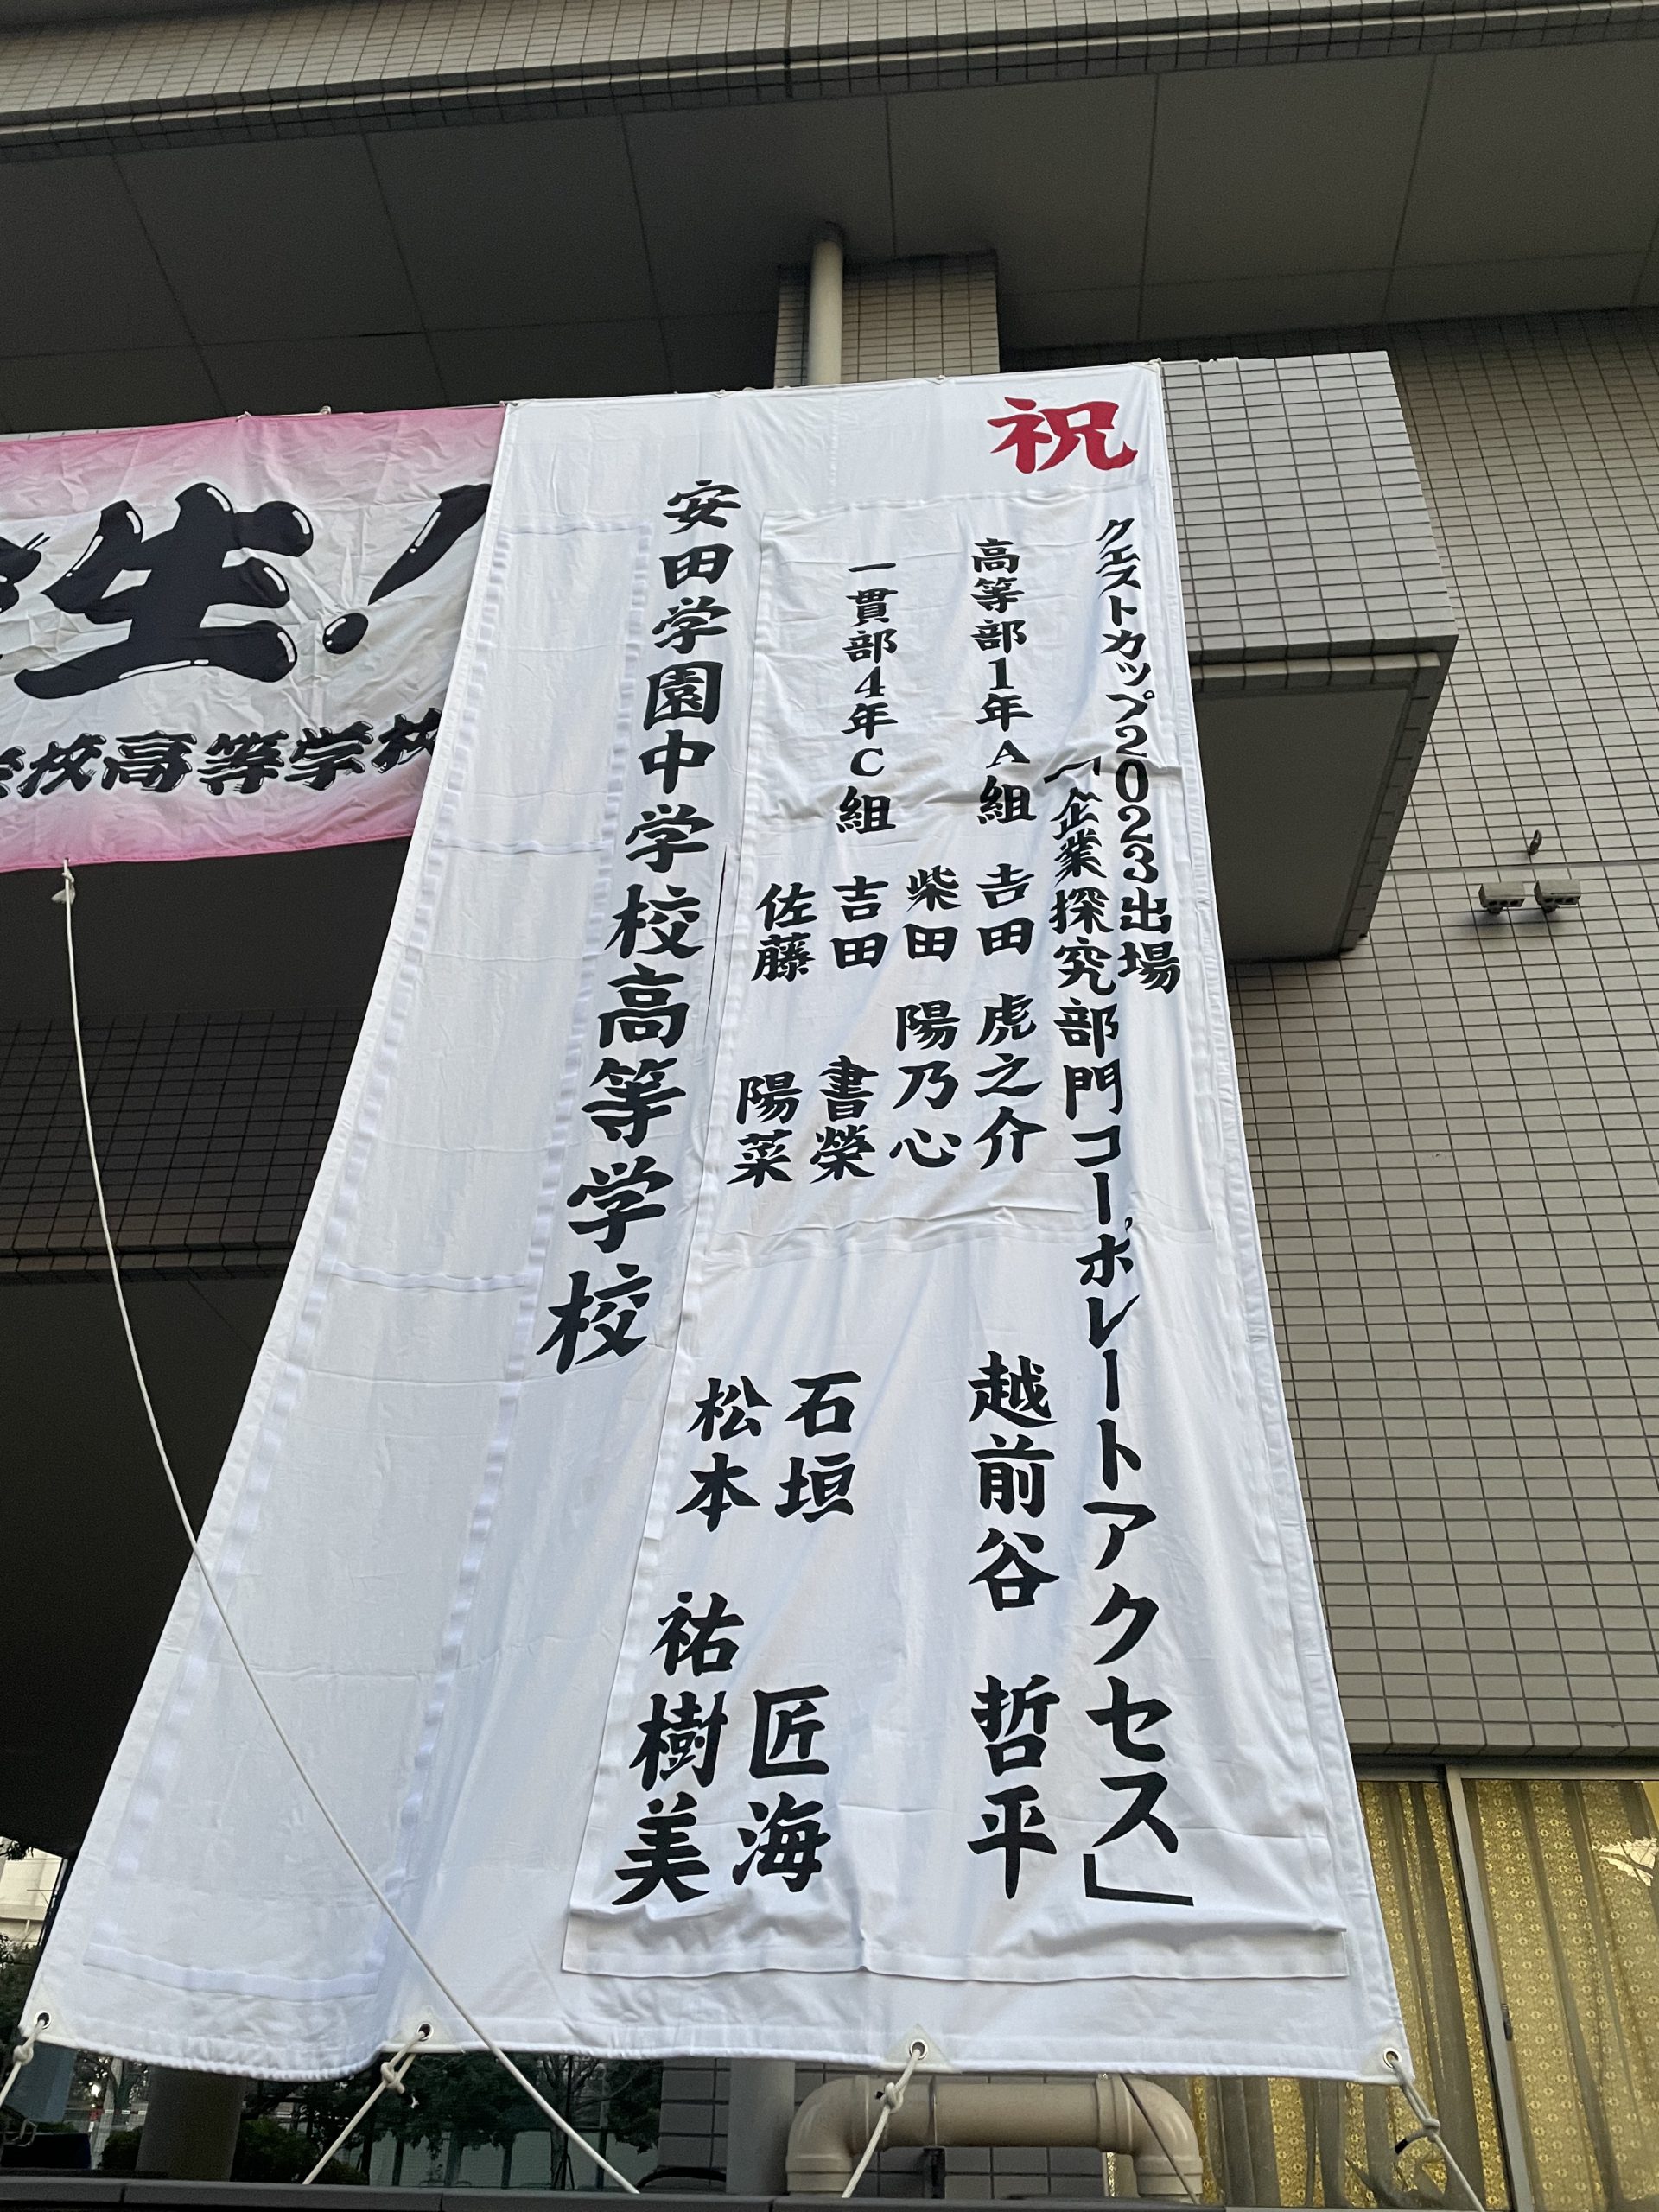 祝
クエストカップ2023出場
「企業探究部門コーポレートアクセス」
高等部1年A組 吉田 虎之介 越前谷 哲平
柴田 陽乃心
一貫部4年C組 吉田 書榮 石垣 匠海
佐藤 陽菜 松本 祐樹美
安田学園中学校高等学校
生!
学校高等学校